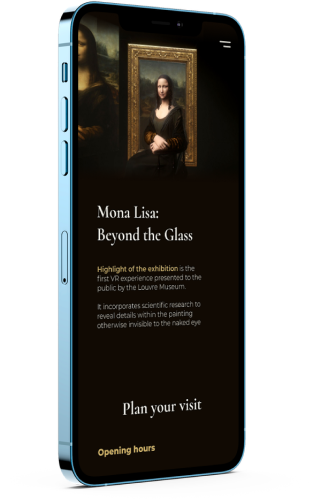 Mona Lisa:
Beyond the Glass
Highlight of the exhibition is the
first VR experience presented to the
public by the Louvre Museum.
It incorporates scientific research to
reveal details within the painting
otherwise invisible to the naked eye
Plan your visit
Opening hours